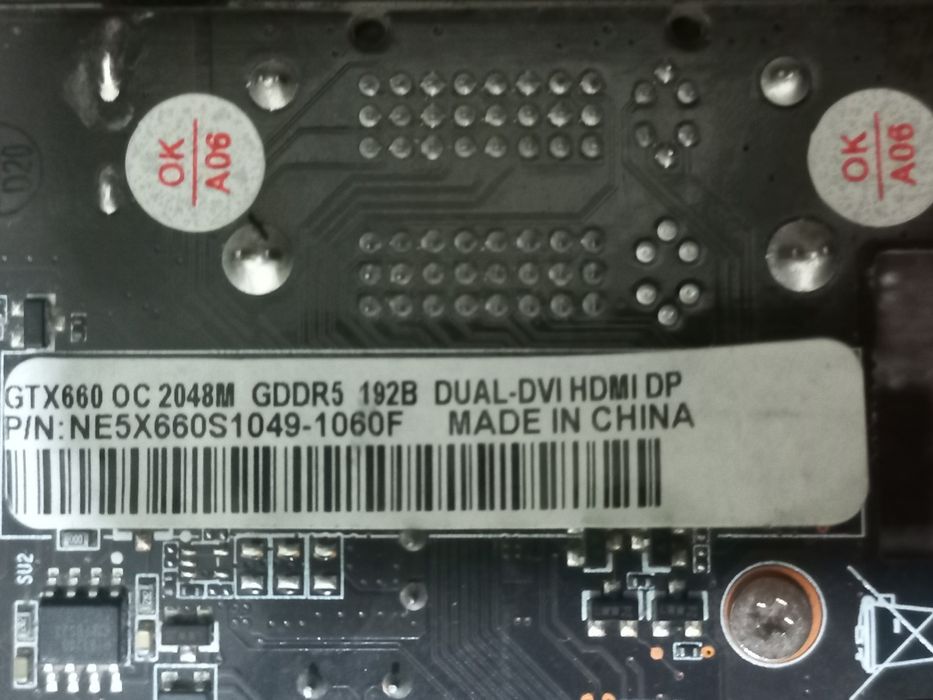 OK
A06
OK
A06
D20
GTX660 OC 2048M GDDR5 192B DUAL-DVI HDMI DP
P/N: NE5X660S1049-1060F MADE IN CHINA
SU2